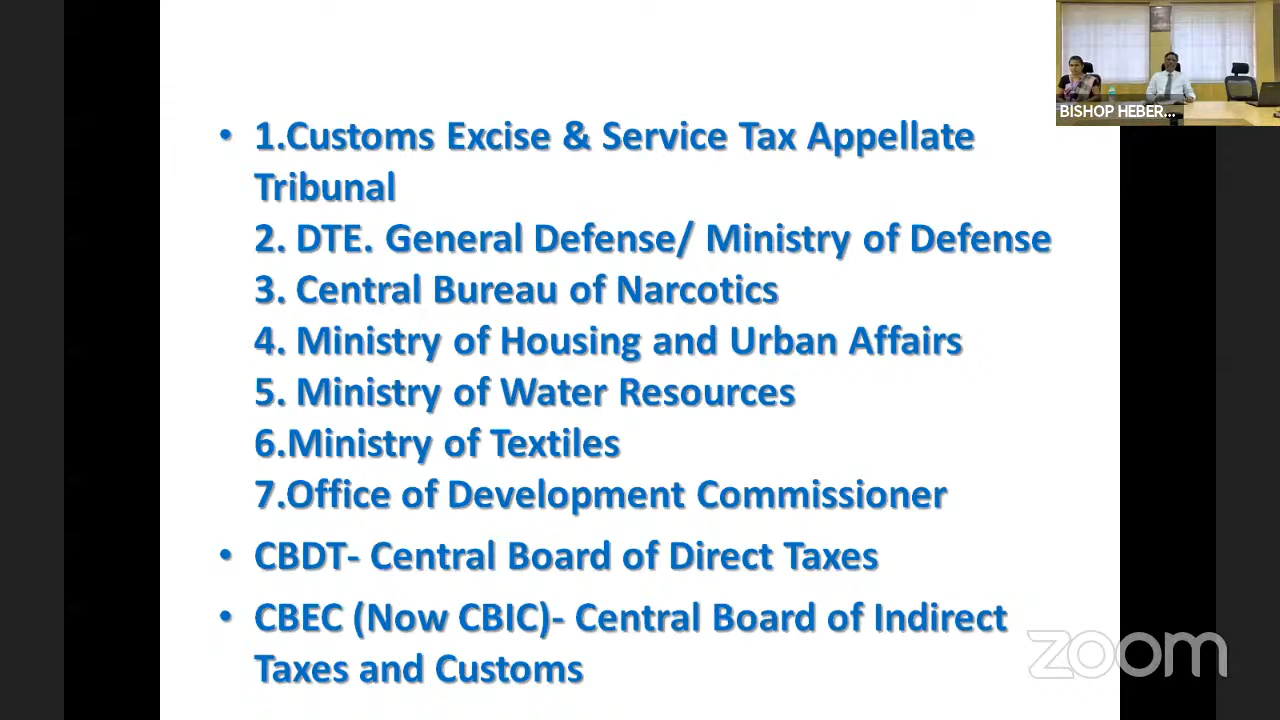 • 1.Customs Excise & Service Tax Appellate
Tribunal
2. DTE. General Defense/ Ministry of Defense
3. Central Bureau of Narcotics
4. Ministry of Housing and Urban Affairs
5. Ministry of Water Resources
6.Ministry of Textiles
7.Office of Development Commissioner
• CBDT- Central Board of Direct Taxes
• CBEC (Now CBIC)- Central Board of Indirect
Taxes and Customs
BISHOP HEBER...
zoom